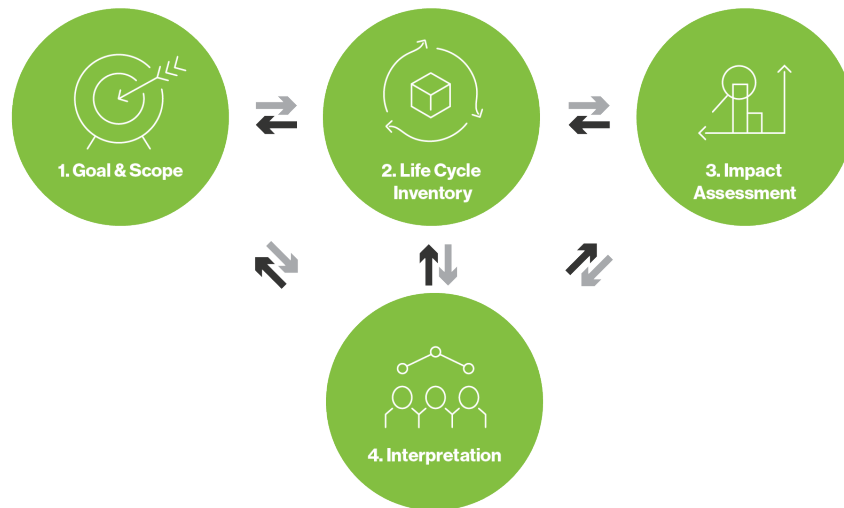 1. Goal & Scope
2. Life Cycle
Inventory
3. Impact
Assessment
4. Interpretation